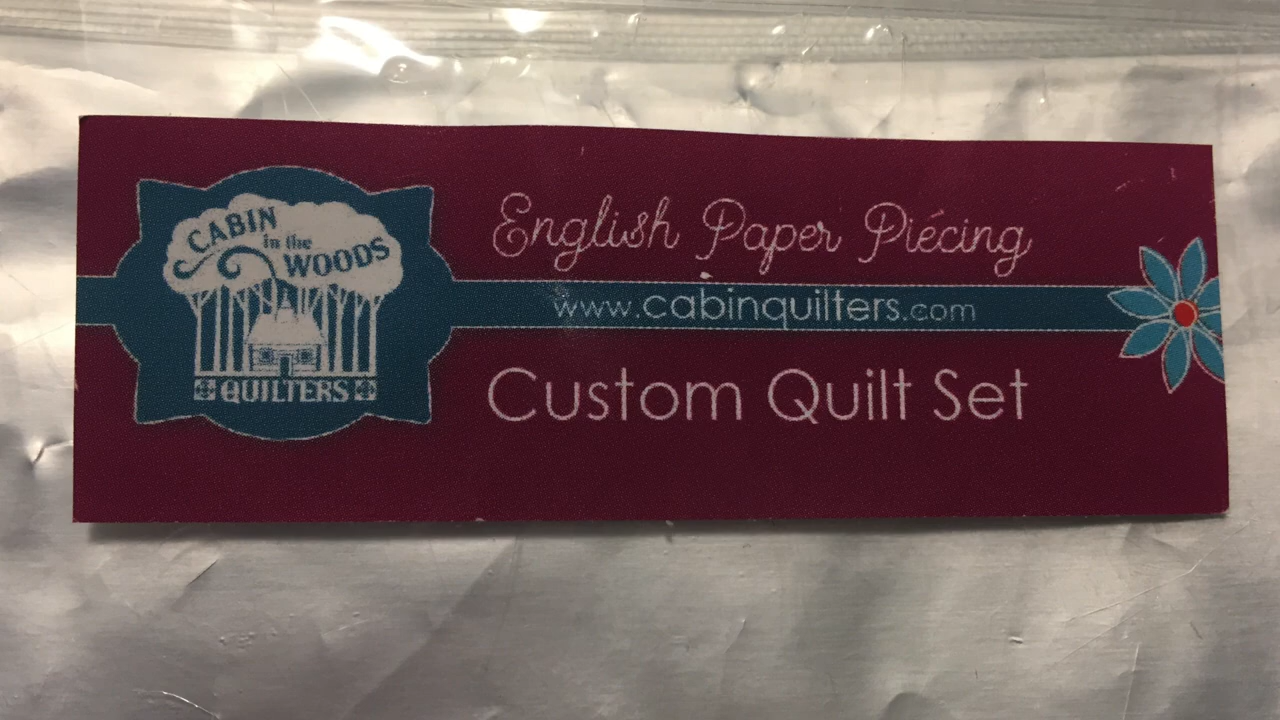 CABIN
in the
WOODS
QUILTERS
English Paper Piecing
www.cabinquilters.com
Custom Quilt Set